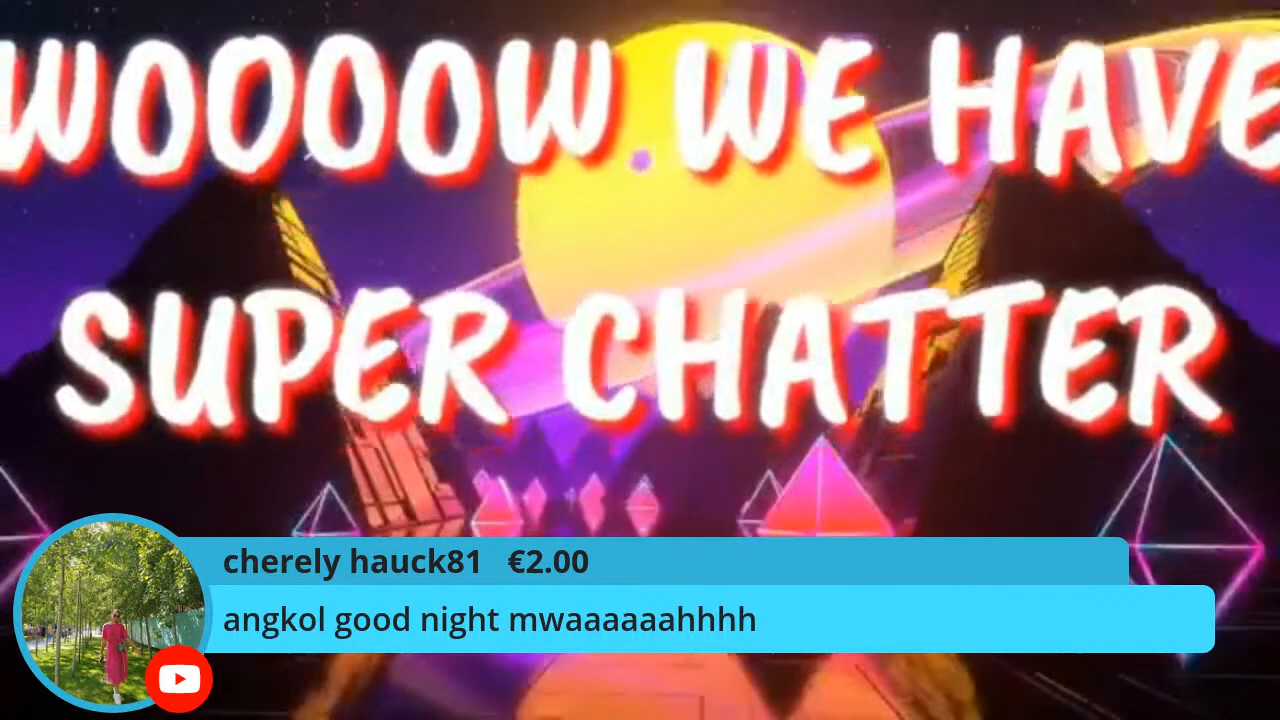 WOOOOW WE HAVE
SUPER CHATTER
cherely hauck81 €2.00
angkol good night mwaaaaaahhhh